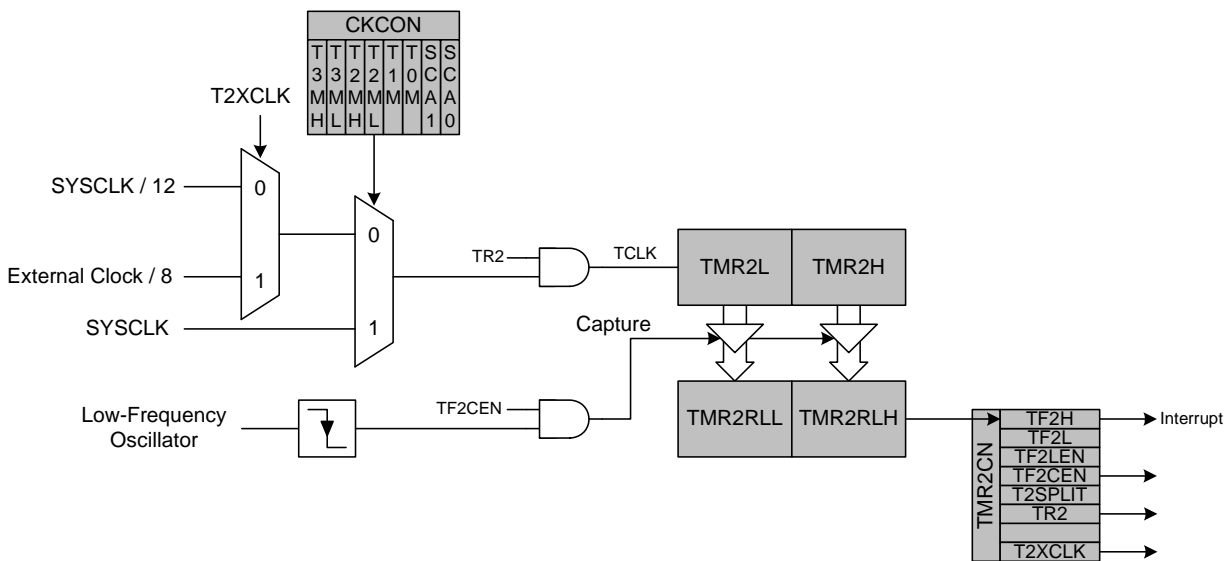 CKCON
T3MH
T3ML
T2MH
T2ML
T1M
T0M
SCA1
SCA0
T2XCLK
SYSCLK / 12
0
External Clock / 8
1
SYSCLK
0
1
TR2
TCLK
TMR2L
TMR2H
Capture
Low-Frequency
Oscillator
TF2CEN
TMR2RLL
TMR2RLH
TMR2CN
TF2H
TF2L
TF2LEN
TF2CEN
T2SPLIT
TR2
T2XCLK
Interrupt